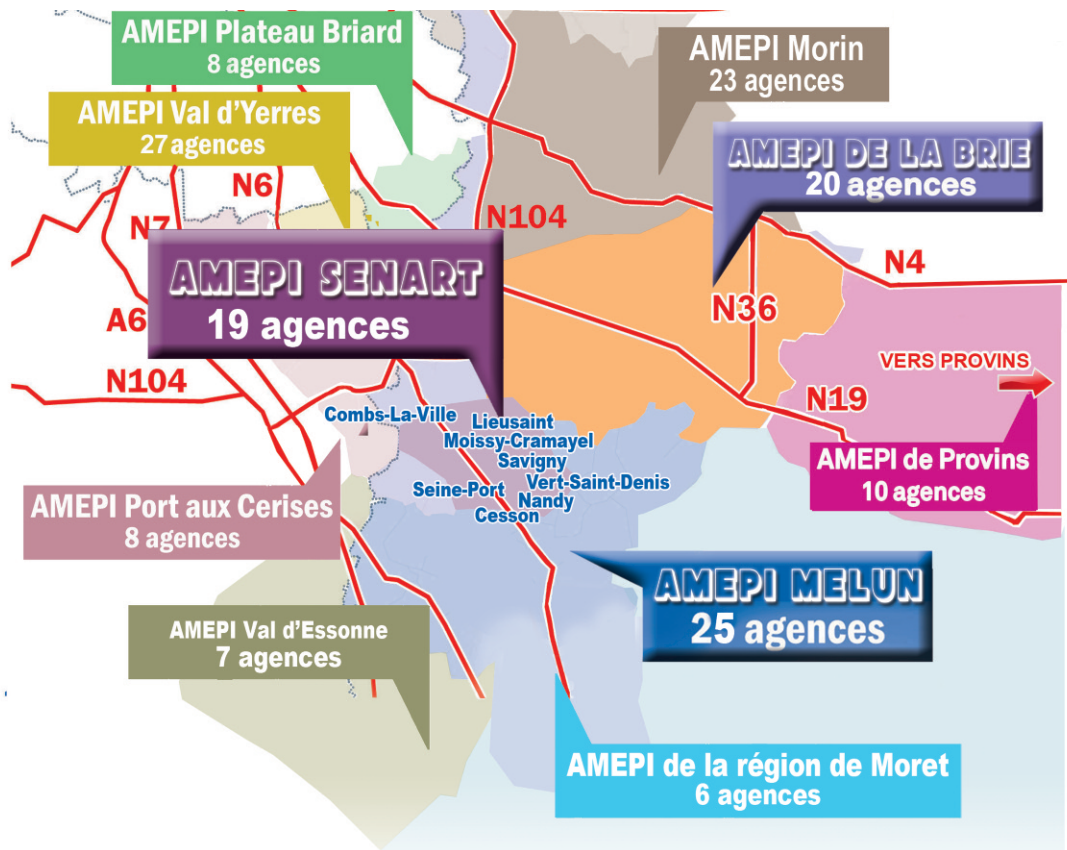 AMEPI Plateau Briard
8 agences
AMEPI Morin
23 agences
AMEPI Val d'Yerres
27 agences
AMEPI DE LA BRIE
20 agences
N6
N7
N104
N4
AMEPI SENART
19 agences
A6
N36
N104
VERS PROVINS
N19
Combs-La-Ville
Lieusaint
Moissy-Cramayel
Savigny
Seine-Port
Vert-Saint-Denis
Nandy
Cesson
AMEPI de Provins
10 agences
AMEPI Port aux Cerises
8 agences
AMEPI MELUN
25 agences
AMEPI Val d'Essonne
7 agences
AMEPI de la région de Moret
6 agences